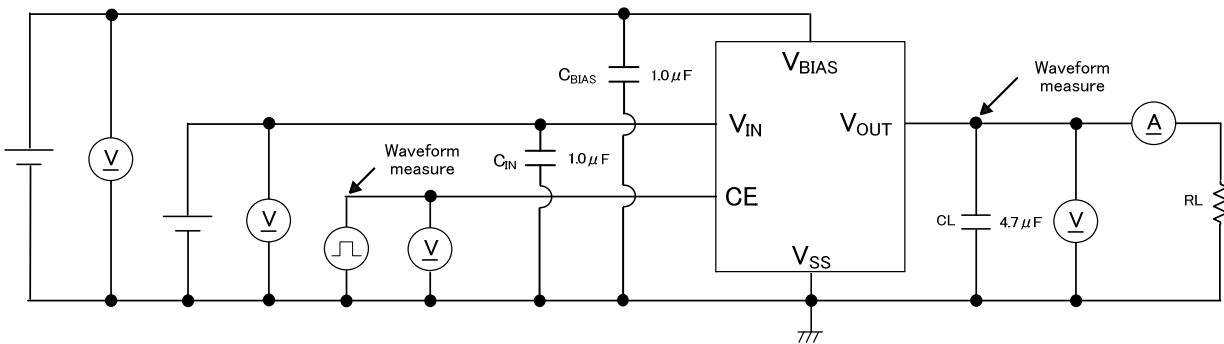 V_BIAS
C_BIAS 1.0μF
Waveform
measure
V
V_IN
V_OUT
A
Waveform
measure
C_IN 1.0μF
CE
V
V
RL
CL 4.7μF
V
V_SS